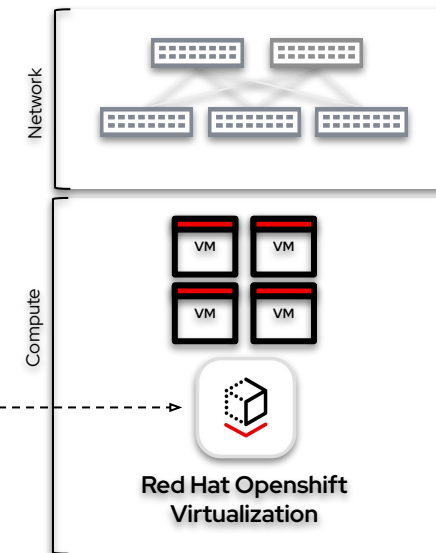 Network
Compute
VM
VM
VM
VM
Red Hat Openshift
Virtualization